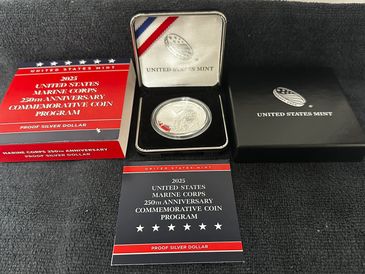 UNITED STATES MINT
2025
UNITED STATES
MARINE CORPS
250TH ANNIVERSARY
COMMEMORATIVE COIN
PROGRAM
PROOF SILVER DOLLAR
MARINE CORPS 250TH ANNIVERSARY
PROOF SILVER DOLLAR
UNITED STATES MINT
UNITED STATES MINT
UNITED STATES MINT
2025
UNITED STATES
MARINE CORPS
250TH ANNIVERSARY
COMMEMORATIVE COIN
PROGRAM
PROOF SILVER DOLLAR